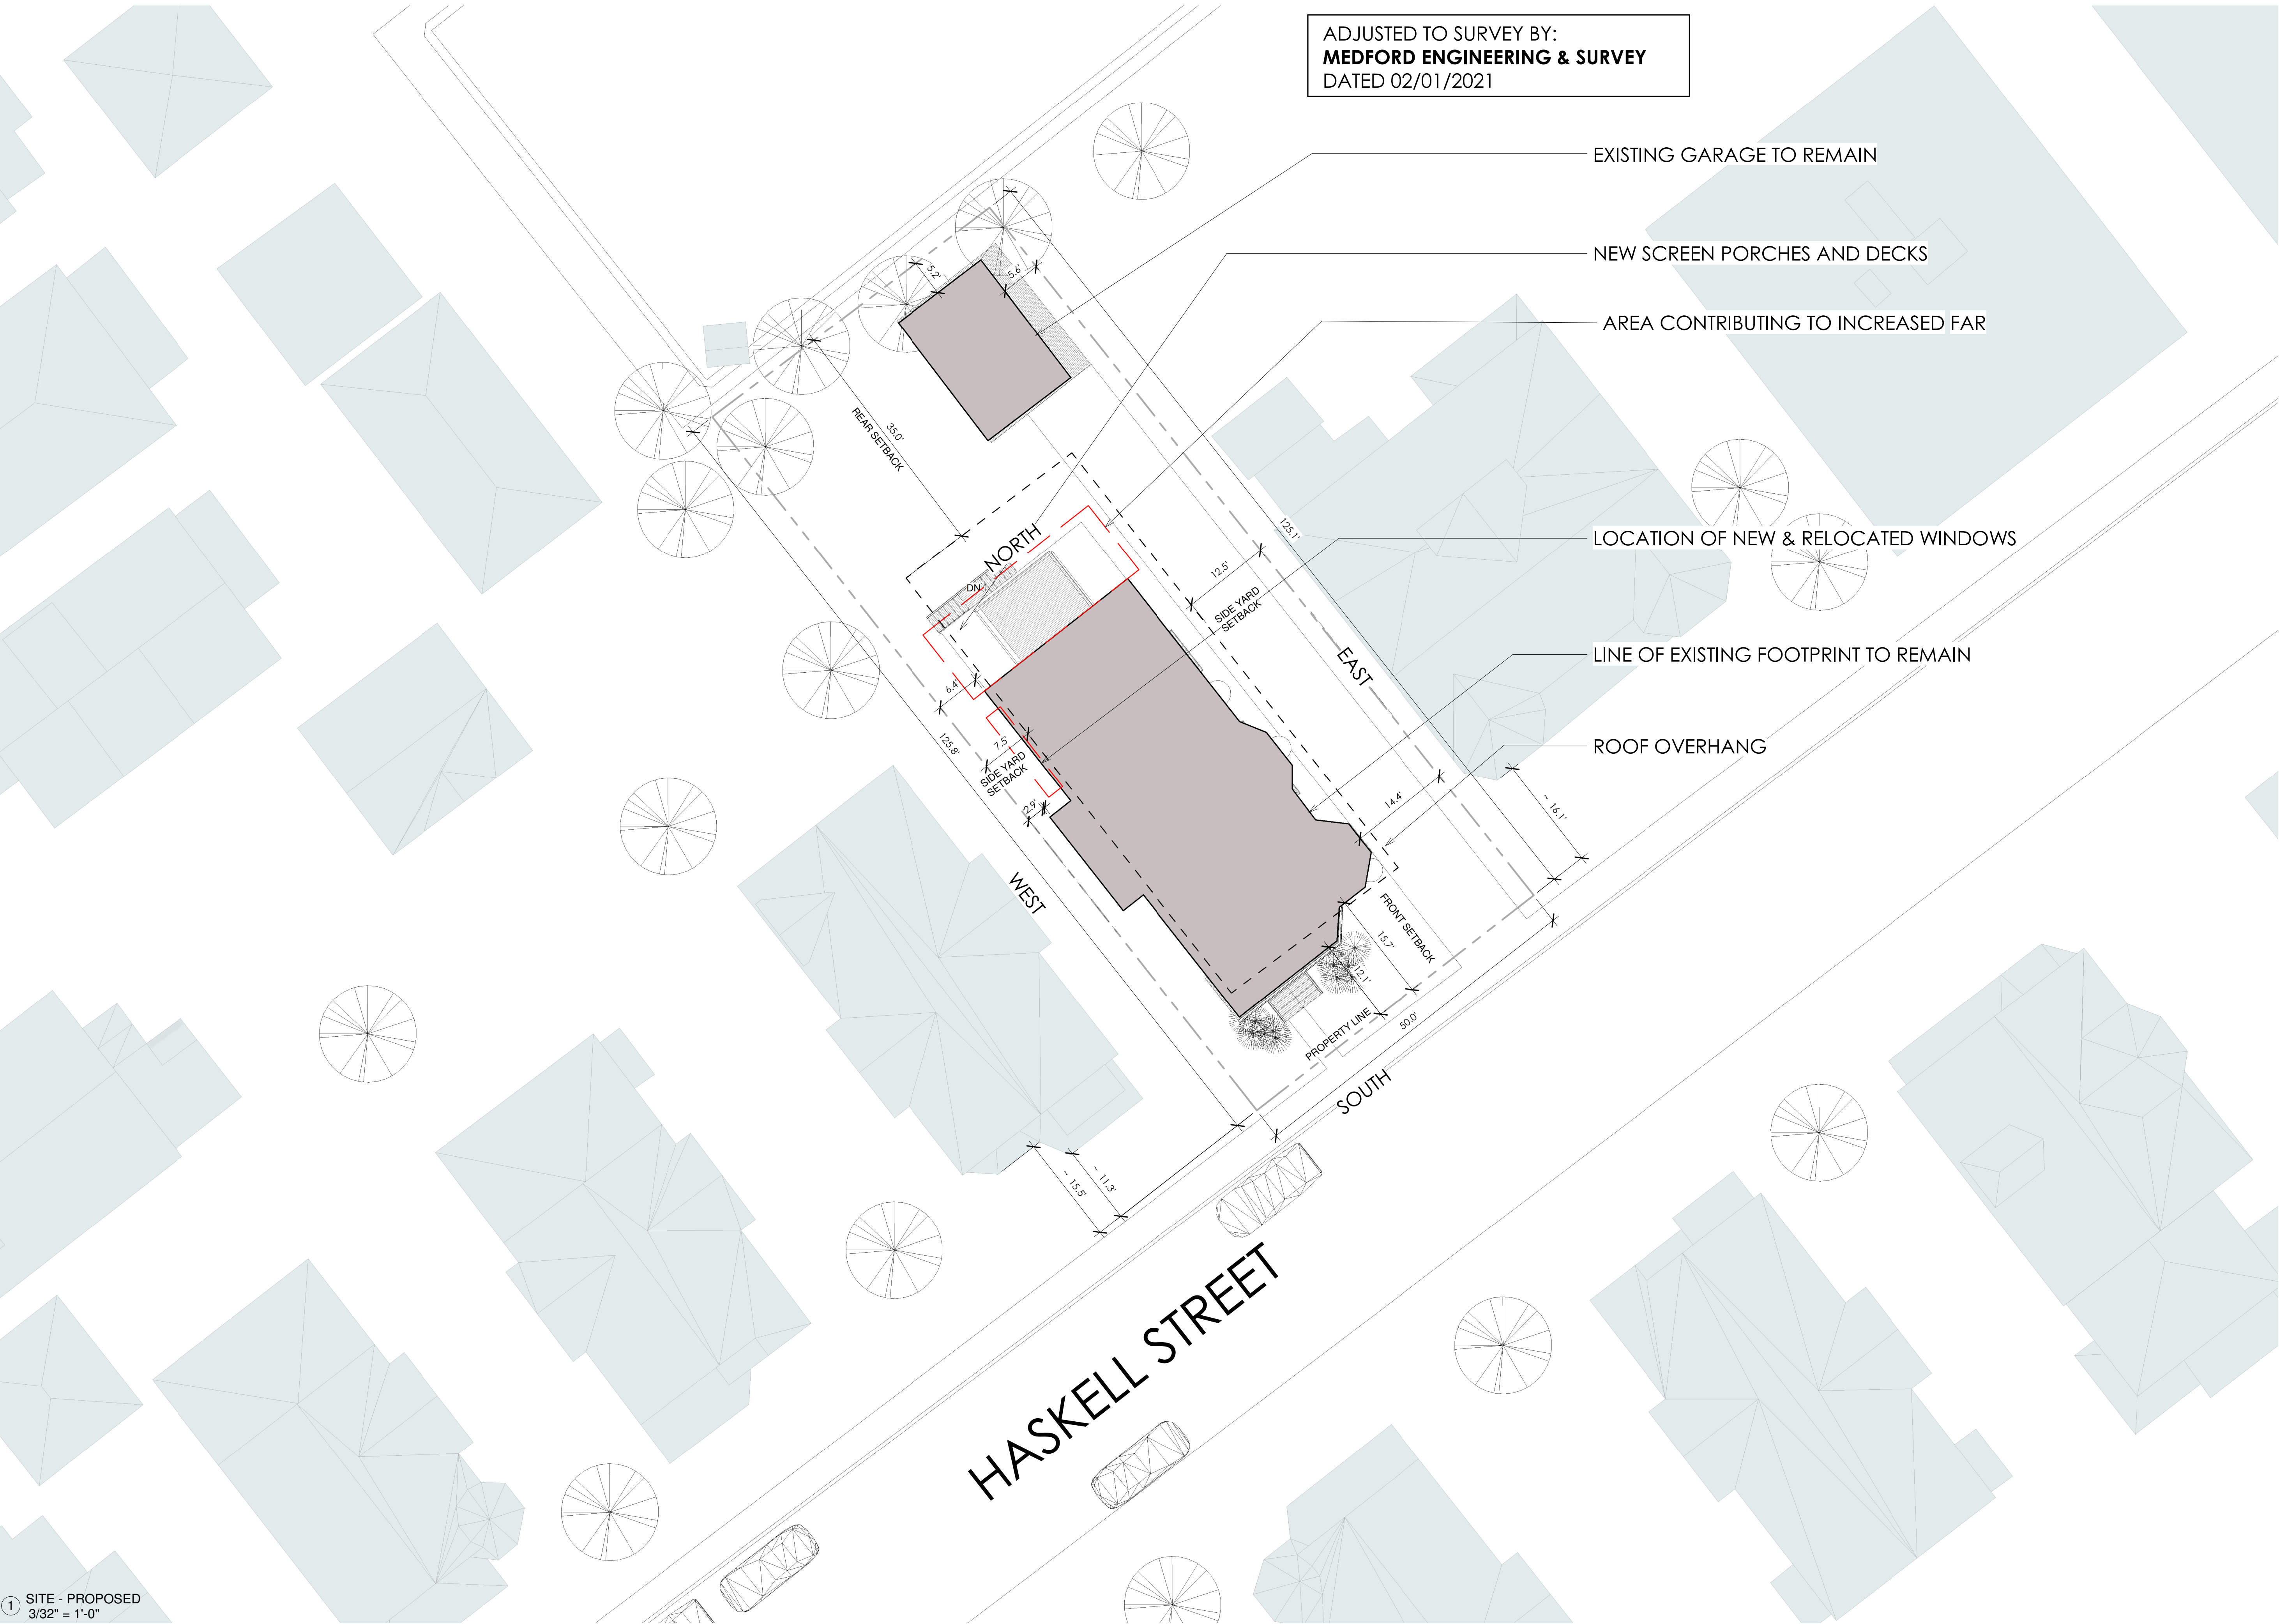 ADJUSTED TO SURVEY BY:
MEDFORD ENGINEERING & SURVEY
DATED 02/01/2021
EXISTING GARAGE TO REMAIN
NEW SCREEN PORCHES AND DECKS
AREA CONTRIBUTING TO INCREASED FAR
LOCATION OF NEW & RELOCATED WINDOWS
LINE OF EXISTING FOOTPRINT TO REMAIN
ROOF OVERHANG
5.2'
5.6'
35.0'
REAR SETBACK
125.1'
NORTH
DN
12.5'
SIDE YARD
SETBACK
EAST
6.4'
125.8'
7.5'
SIDE YARD
SETBACK
2.9'
14.4'
~ 16.1'
WEST
FRONT SETBACK
15.7'
12.1'
PROPERTY LINE
50.0'
SOUTH
~ 15.5'
~ 11.3'
HASKELL STREET
1
SITE - PROPOSED
3/32" = 1'-0"